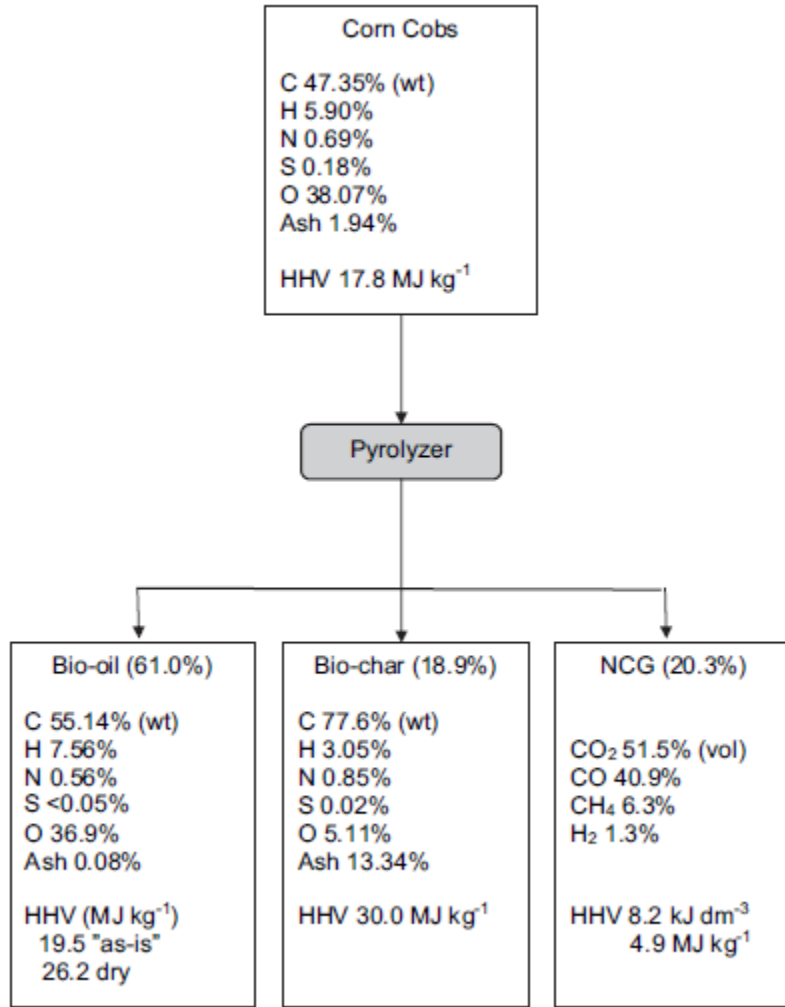 Corn Cobs
C 47.35% (wt)
H 5.90%
N 0.69%
S 0.18%
O 38.07%
Ash 1.94%
HHV 17.8 MJ kg⁻¹
Pyrolyzer
Bio-oil (61.0%)
C 55.14% (wt)
H 7.56%
N 0.56%
S <0.05%
O 36.9%
Ash 0.08%
HHV (MJ kg⁻¹)
19.5 "as-is"
26.2 dry
Bio-char (18.9%)
C 77.6% (wt)
H 3.05%
N 0.85%
S 0.02%
O 5.11%
Ash 13.34%
HHV 30.0 MJ kg⁻¹
NCG (20.3%)
CO₂ 51.5% (vol)
CO 40.9%
CH₄ 6.3%
H₂ 1.3%
HHV 8.2 kJ dm⁻³
4.9 MJ kg⁻¹